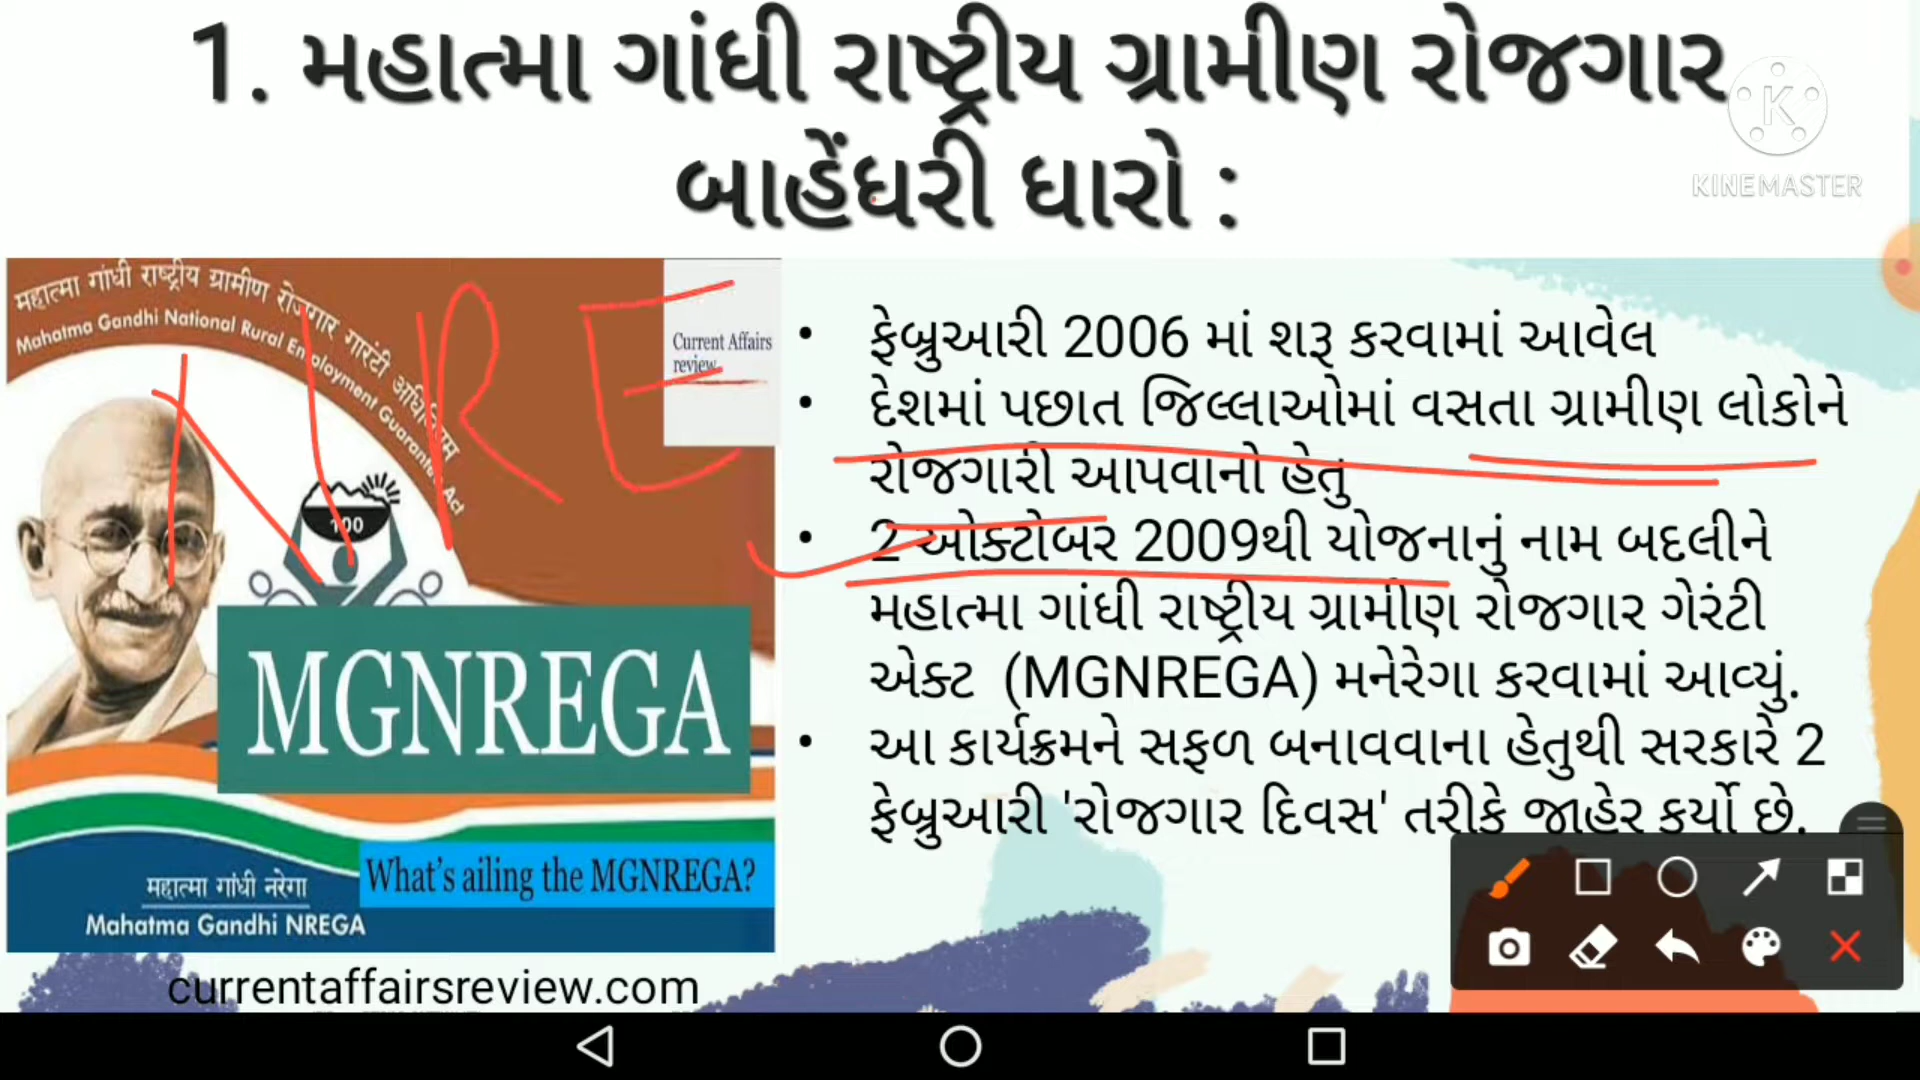 1. મહાત્મા ગાંધી રાષ્ટ્રીય ગ્રામીણ રોજગાર
બાહેંધરી ધારો :
KINEMASTER
महात्मा गांधी राष्ट्रीय ग्रामीण रोजगार गारंटी अधिनियम
Mahatma Gandhi National Rural Employment Guarantee Act
NRE
Current Affairs
review
100
MGNREGA
What's ailing the MGNREGA?
महात्मा गांधी नरेगा
Mahatma Gandhi NREGA
currentaffairsreview.com
• ફેબ્રુઆરી 2006 માં શરૂ કરવામાં આવેલ
• દેશમાં પછાત જિલ્લાઓમાં વસતા ગ્રામીણ લોકોને
રોજગારી આપવાનો હેતુ
• 2 ઓક્ટોબર 2009થી યોજનાનું નામ બદલીને
મહાત્મા ગાંધી રાષ્ટ્રીય ગ્રામીણ રોજગાર ગેરંટી
એક્ટ (MGNREGA) મનેરેગા કરવામાં આવ્યું.
• આ કાર્યક્રમને સફળ બનાવવાના હેતુથી સરકારે 2
ફેબ્રુઆરી 'રોજગાર દિવસ' તરીકે જાહેર કર્યો છે.